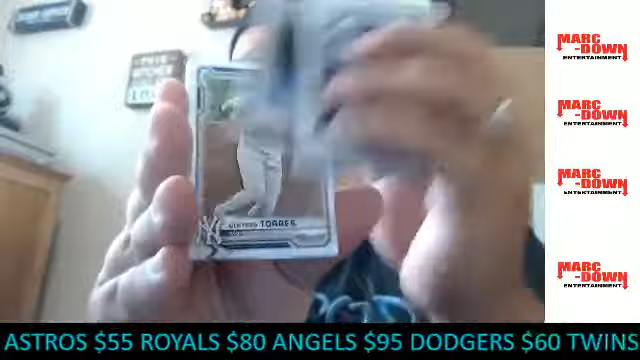 MARC
-DOWN
ENTERTAINMENT
MARC
-DOWN
ENTERTAINMENT
MARC
-DOWN
ENTERTAINMENT
MARC
-DOWN
ENTERTAINMENT
TORRES
ASTROS $55 ROYALS $80 ANGELS $95 DODGERS $60 TWINS